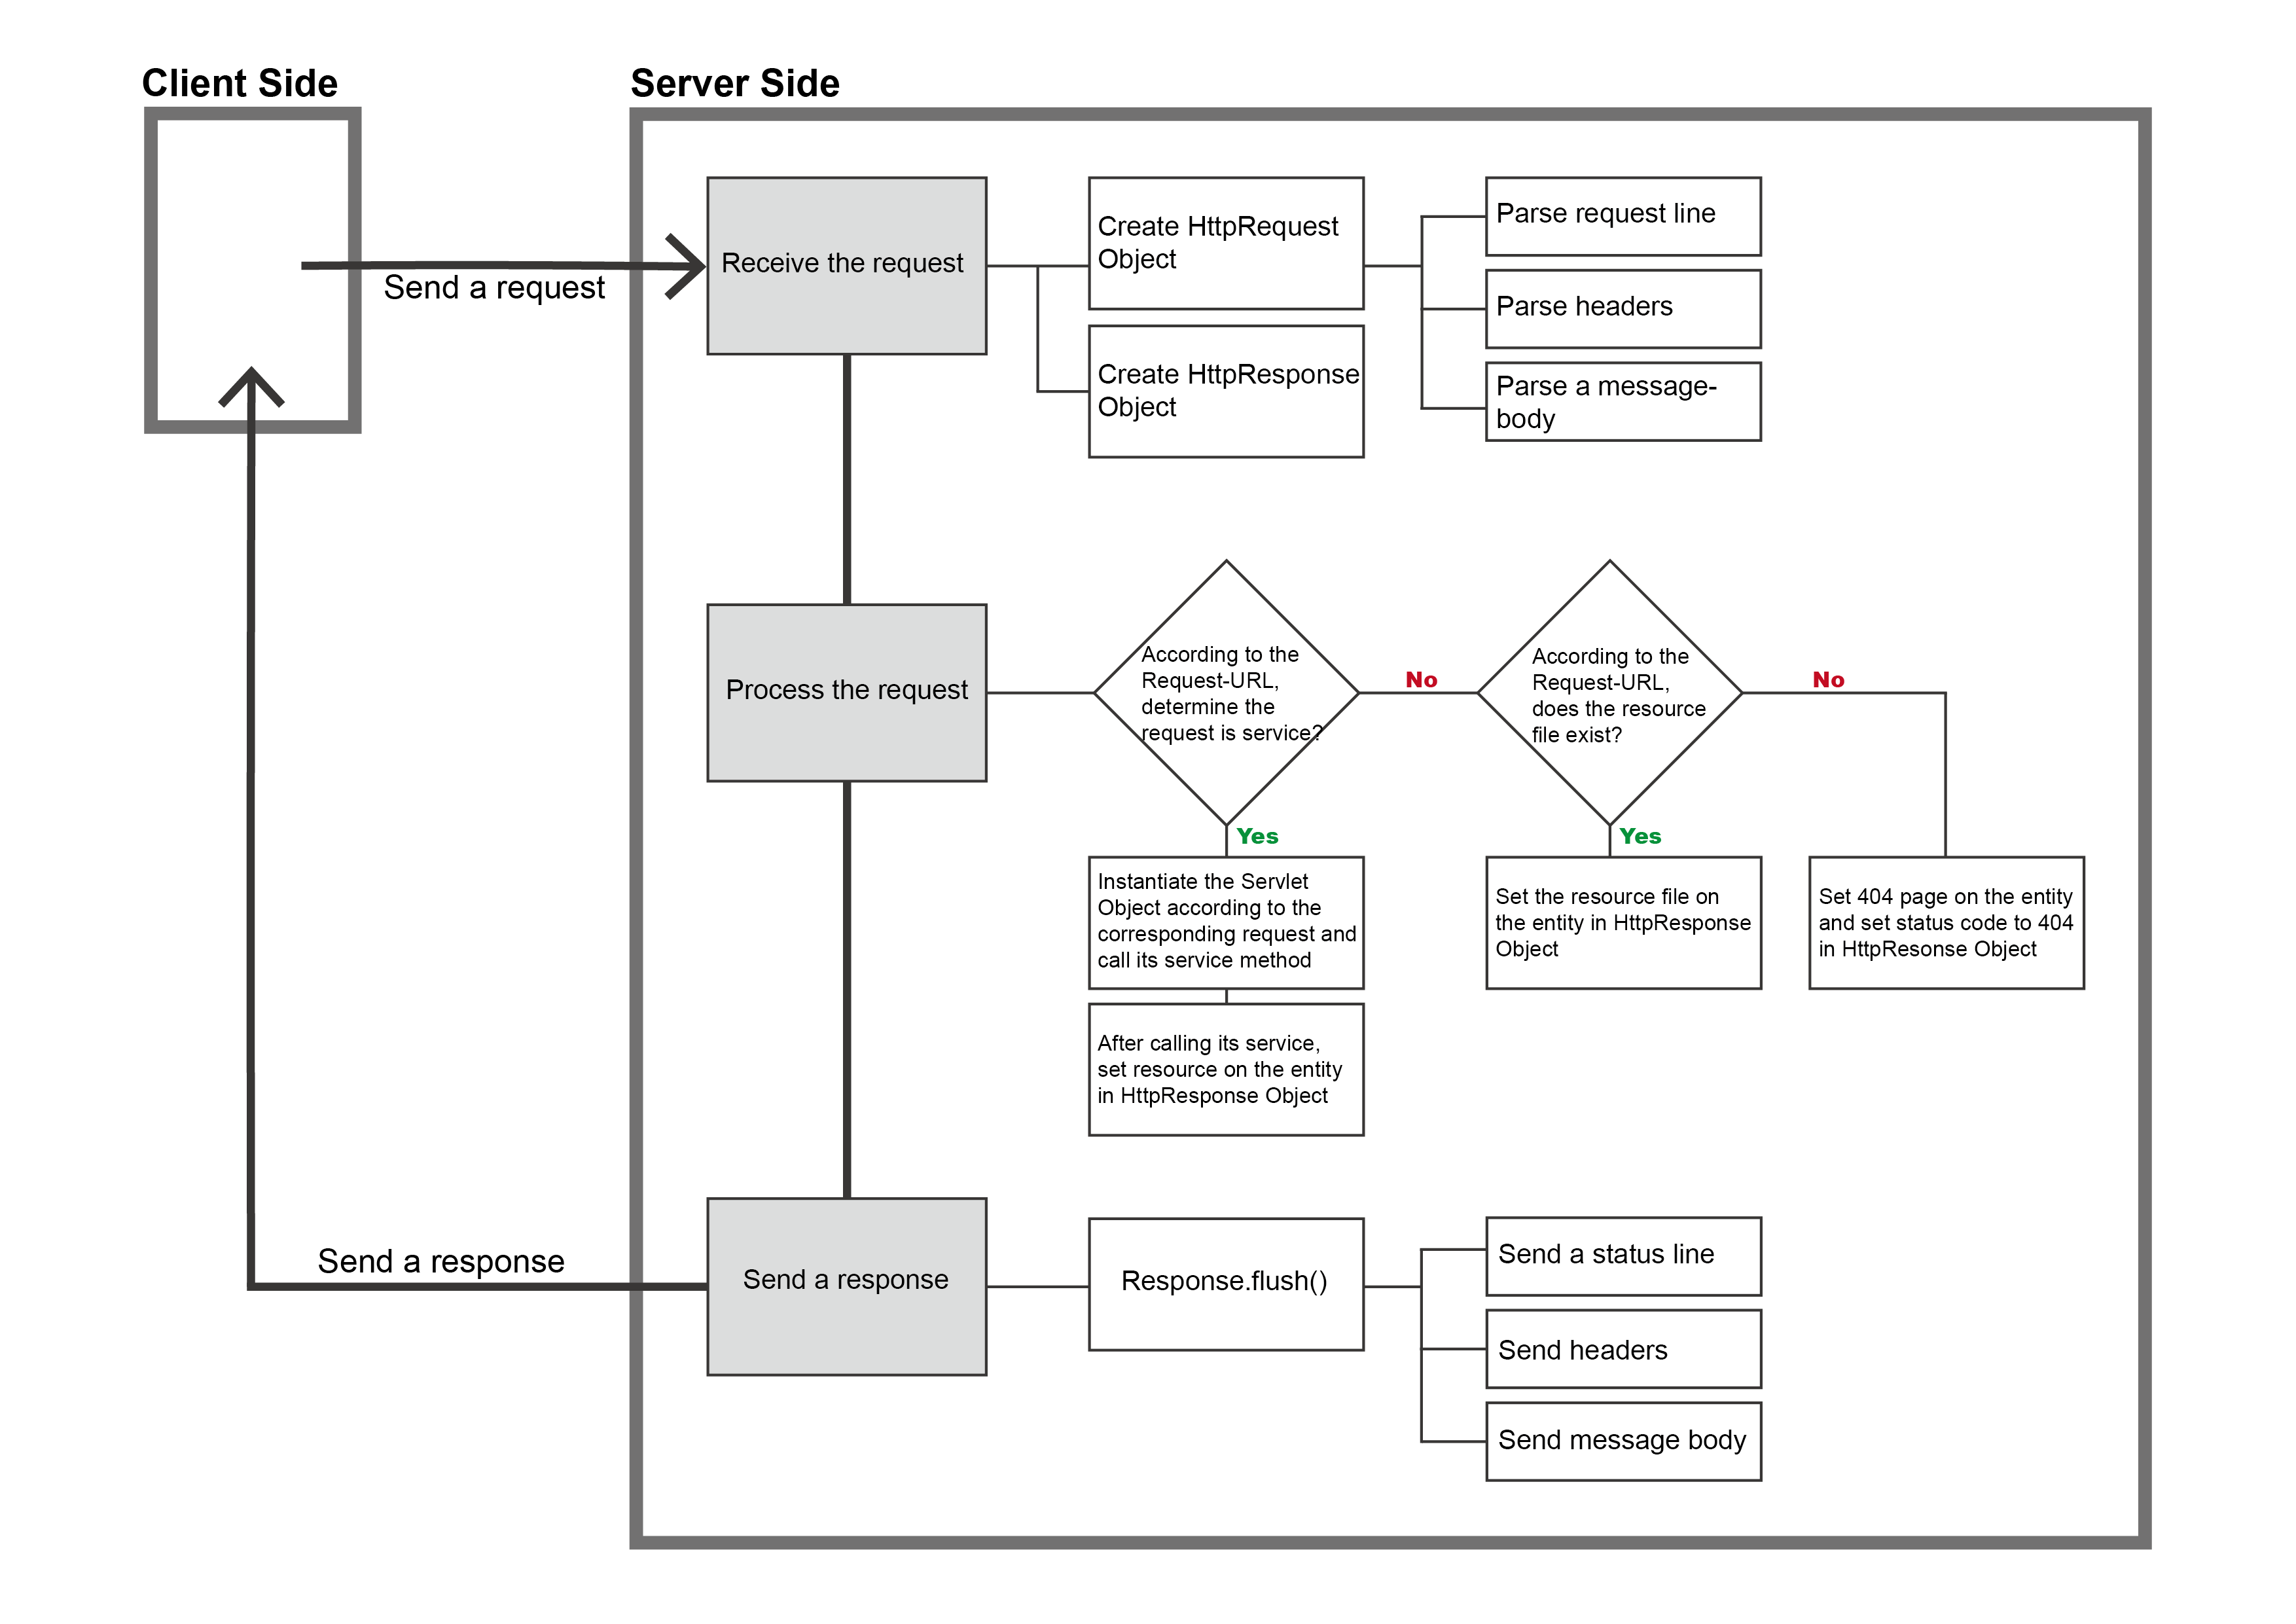 Client Side
Server Side
Send a request
Receive the request
Create HttpRequest
Object
Create HttpResponse
Object
Parse request line
Parse headers
Parse a message-
body
Process the request
According to the
Request-URL,
determine the
request is service?
No
According to the
Request-URL,
does the resource
file exist?
No
Yes
Yes
Instantiate the Servlet
Object according to the
corresponding request and
call its service method
Set the resource file on
the entity in HttpResponse
Object
Set 404 page on the entity
and set status code to 404
in HttpResonse Object
After calling its service,
set resource on the entity
in HttpResponse Object
Send a response
Send a response
Response.flush()
Send a status line
Send headers
Send message body